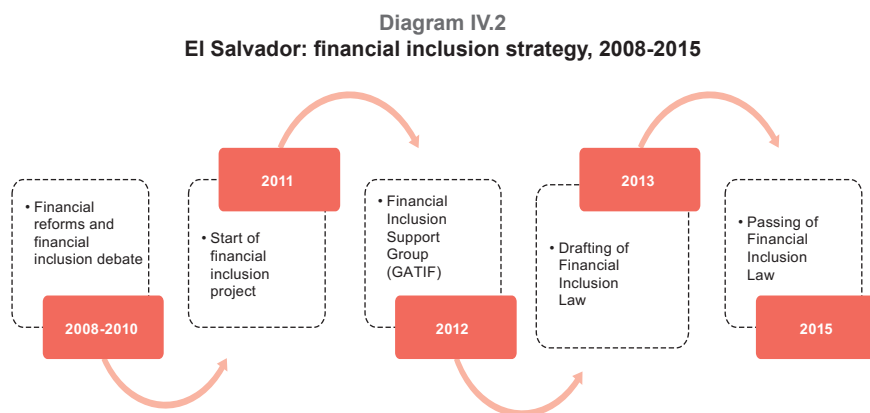 Diagram IV.2
El Salvador: financial inclusion strategy, 2008-2015
• Financial
reforms and
financial
inclusion debate
2008-2010
2011
• Start of
financial
inclusion
project
• Financial
Inclusion
Support
Group
(GATIF)
2012
2013
• Drafting of
Financial
Inclusion
Law
• Passing of
Financial
Inclusion
Law
2015